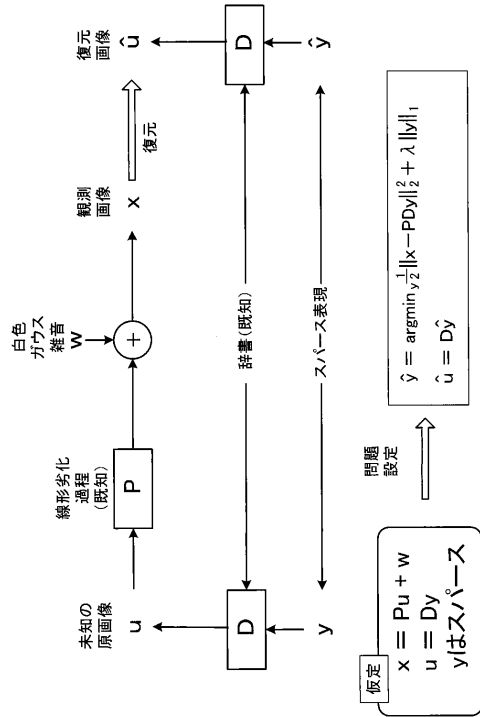 未知の
原画像
u
D
y
線形劣化
過程
(既知)
P
白色
ガウス
雑音
w
+
観測
画像
x
復元
復元
画像
û
D
ŷ
辞書(既知)
スパース表現
仮定
x = Pu + w
u = Dy
yはスパース
問題
設定
ŷ = argmin_y 1/2 ||x − PDy||₂² + λ ||y||₁
û = Dŷ